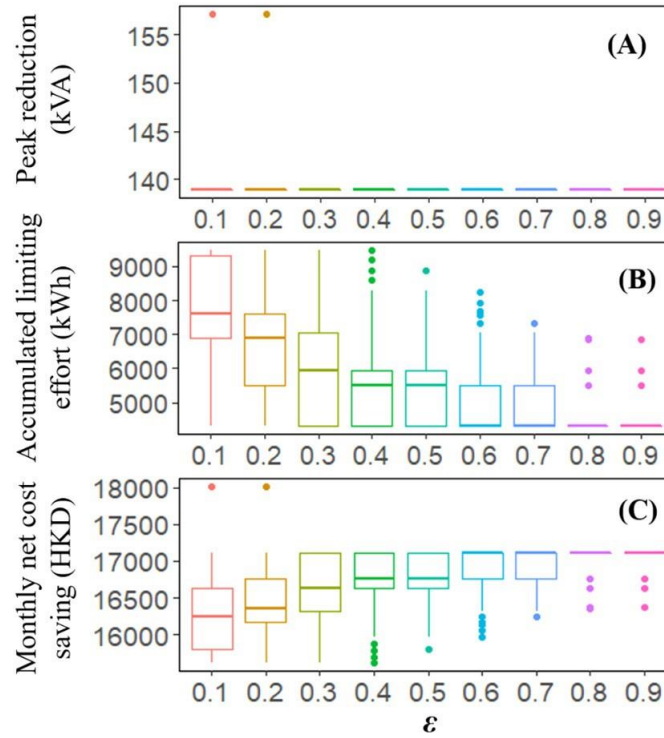 Peak reduction
(kVA)
155
150
145
140
(A)
0.1 0.2 0.3 0.4 0.5 0.6 0.7 0.8 0.9
Accumulated limiting
effort (kWh)
9000
8000
7000
6000
5000
(B)
0.1 0.2 0.3 0.4 0.5 0.6 0.7 0.8 0.9
Monthly net cost
saving (HKD)
18000
17500
17000
16500
16000
(C)
0.1 0.2 0.3 0.4 0.5 0.6 0.7 0.8 0.9
ε